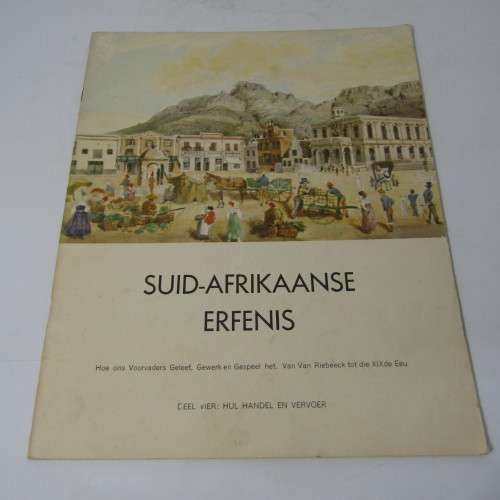 SUID-AFRIKAANSE
ERFENIS
Hoe ons Voorvaders Geleef, Gewerk en Gespeel het. Van Van Riebeeck tot die XIXde Eeu
DEEL VIER: HUL HANDEL EN VERVOER